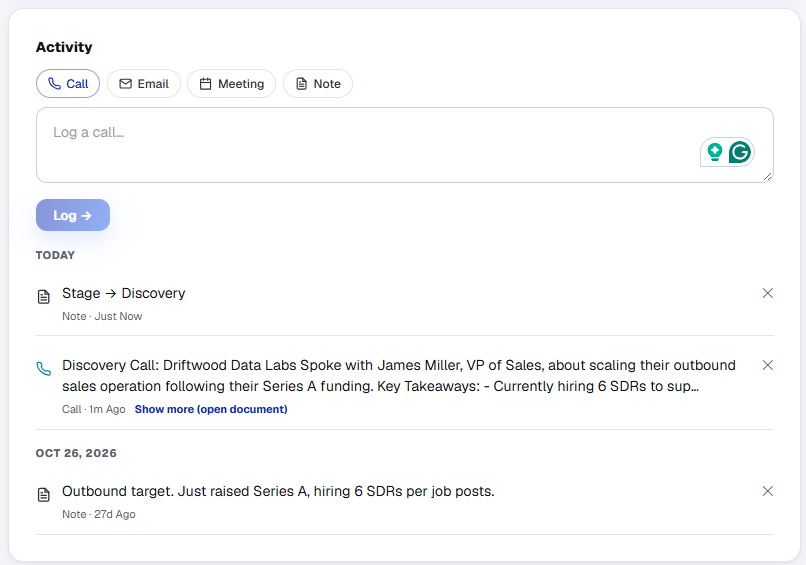 Activity
Call
Email
Meeting
Note
Log a call...
Log →
TODAY
Stage → Discovery
Note · Just Now
Discovery Call: Driftwood Data Labs Spoke with James Miller, VP of Sales, about scaling their outbound
sales operation following their Series A funding. Key Takeaways: - Currently hiring 6 SDRs to sup...
Call · 1m Ago Show more (open document)
OCT 26, 2026
Outbound target. Just raised Series A, hiring 6 SDRs per job posts.
Note · 27d Ago